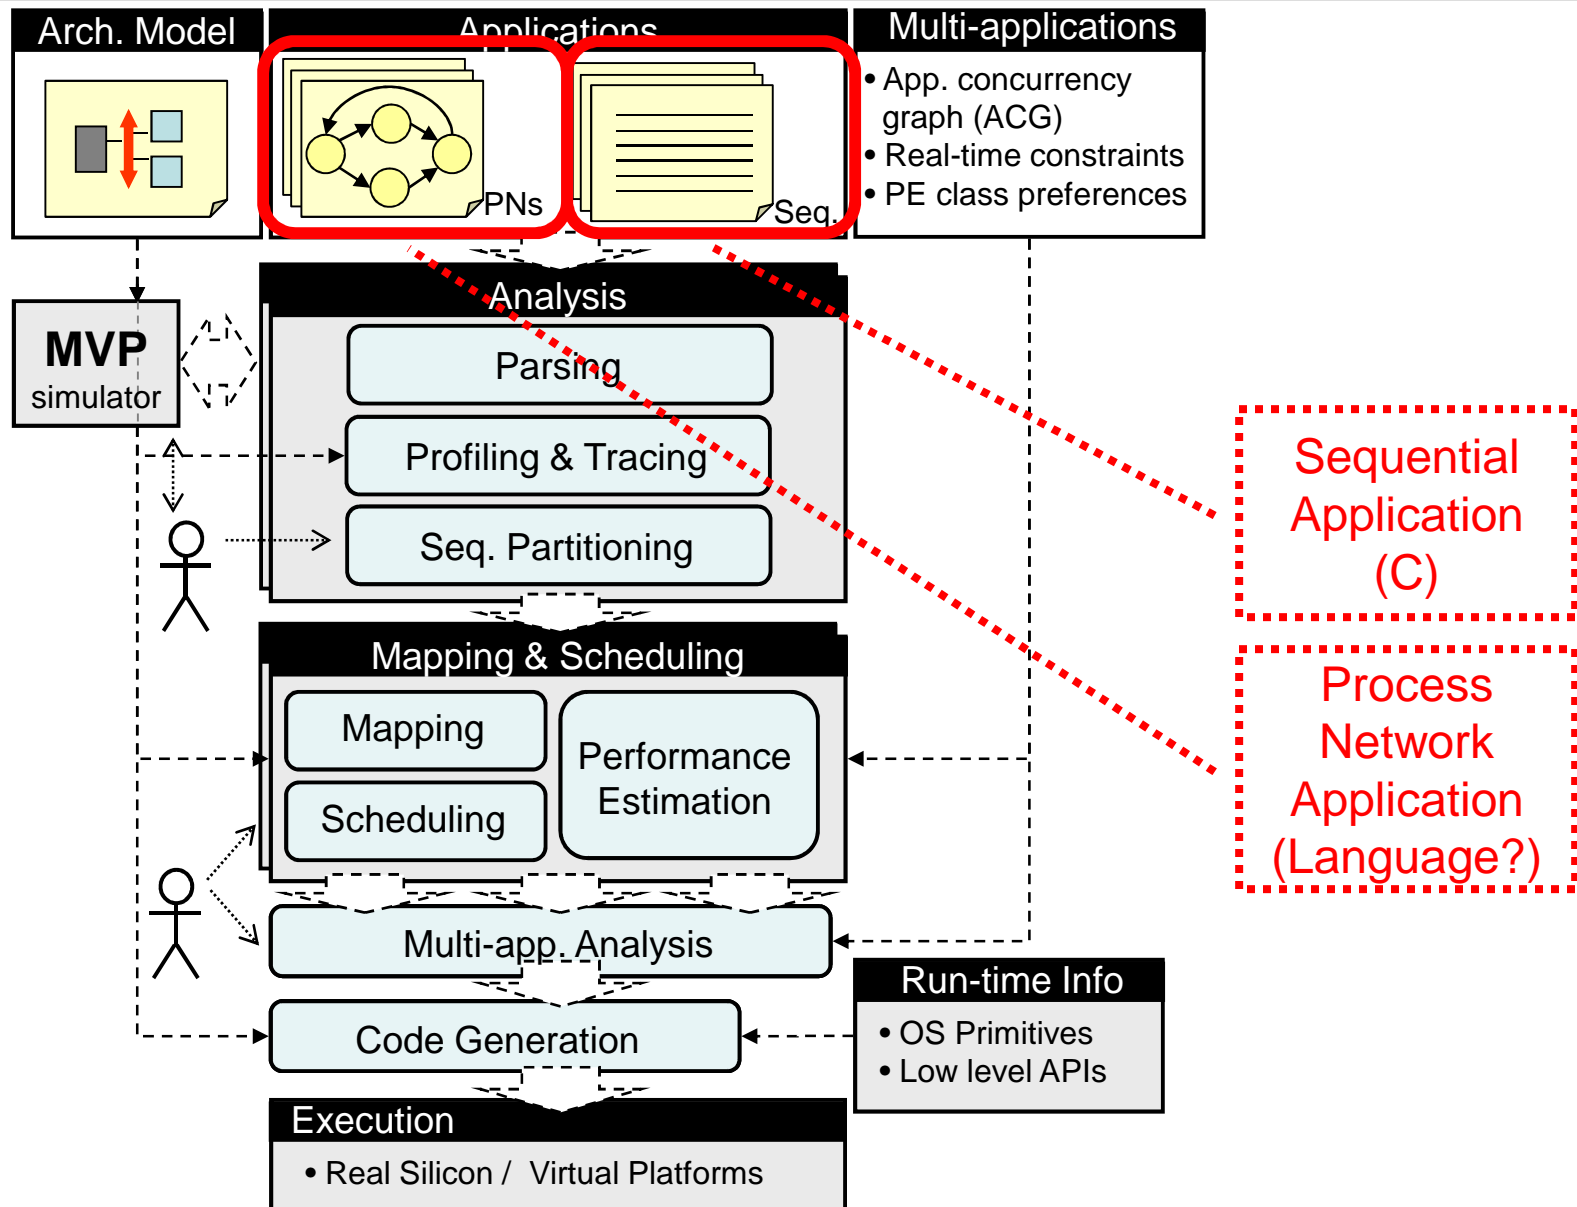 Arch. Model
Applications
Multi-applications
PNs
Seq.
• App. concurrency
graph (ACG)
• Real-time constraints
• PE class preferences
MVP
simulator
Analysis
Parsing
Profiling & Tracing
Seq. Partitioning
Sequential
Application
(C)
Process
Network
Application
(Language?)
Mapping & Scheduling
Mapping
Scheduling
Performance
Estimation
Multi-app. Analysis
Code Generation
Run-time Info
• OS Primitives
• Low level APIs
Execution
• Real Silicon / Virtual Platforms